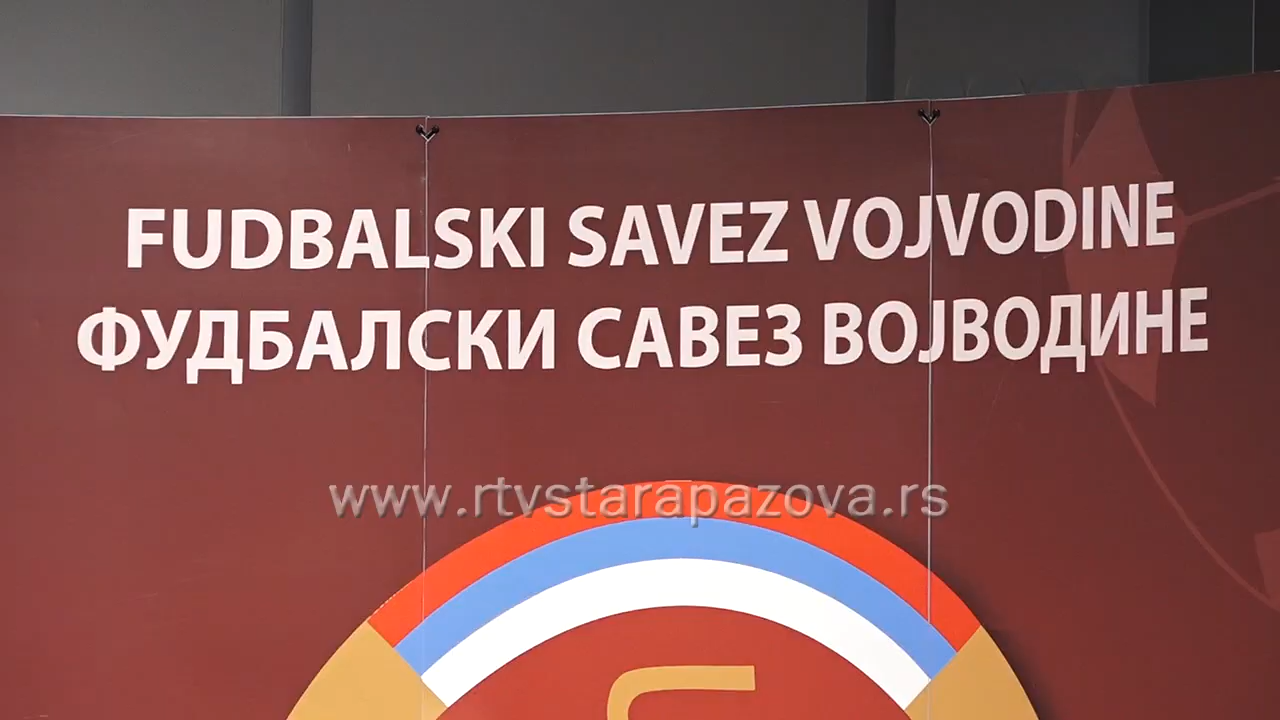 FUDBALSKI SAVEZ VOJVODINE
ФУДБАЛСКИ САВЕЗ ВОЈВОДИНЕ
www.rtvstarapazova.rs